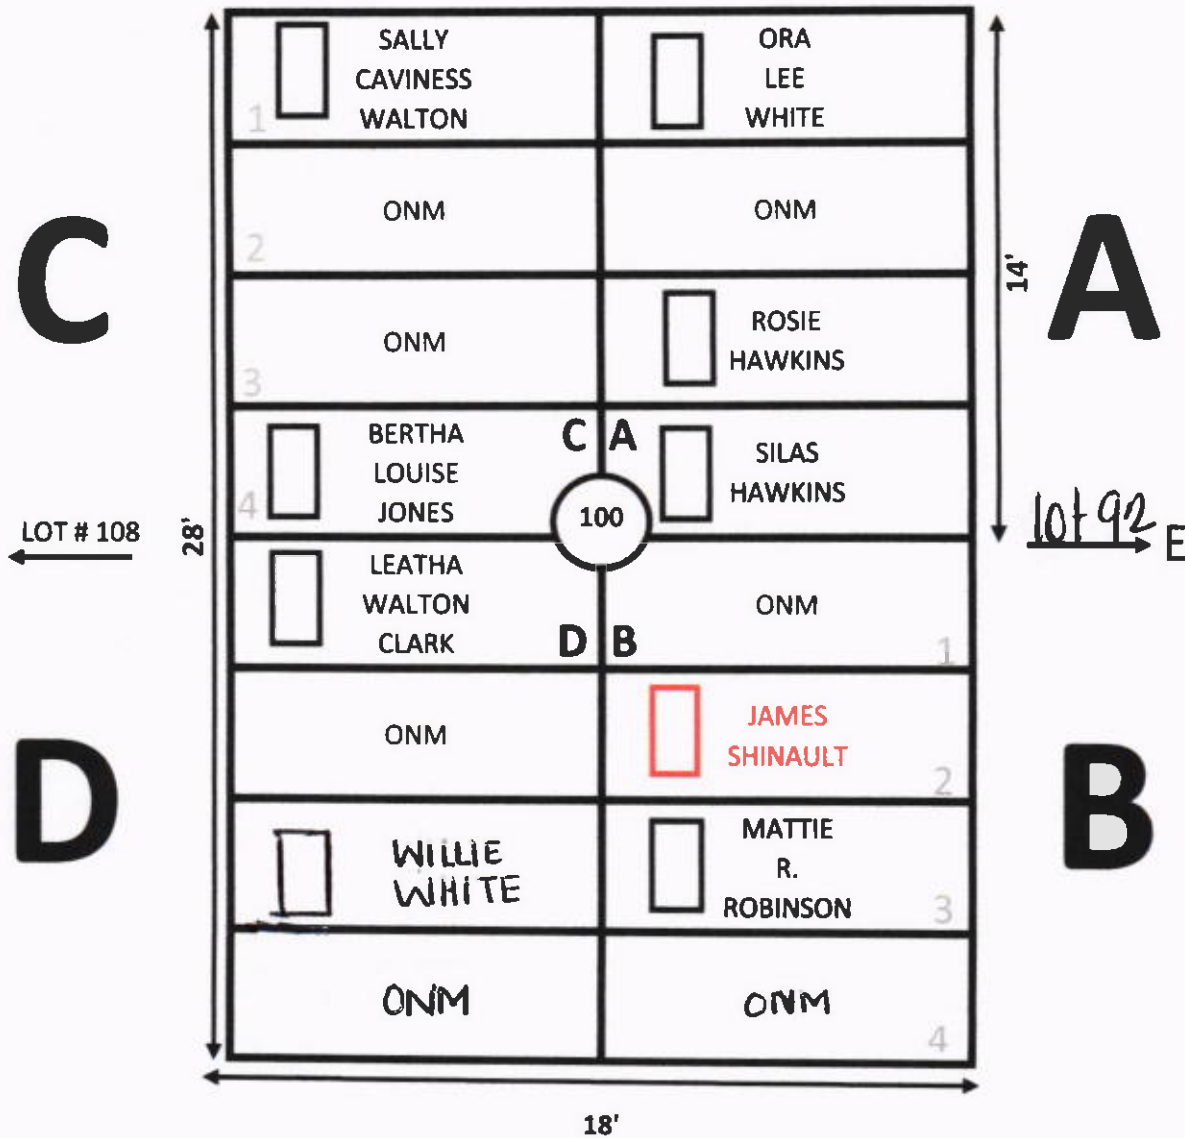 SALLY
CAVINESS
WALTON
1
ORA
LEE
WHITE
ONM
2
ONM
C
A
14'
ONM
3
ROSIE
HAWKINS
BERTHA
LOUISE
JONES
4
C A
SILAS
HAWKINS
100
LOT # 108
28'
lot 92 E
LEATHA
WALTON
CLARK
D B
ONM
1
ONM
JAMES
SHINAULT
2
D
B
WILLIE
WHITE
MATTIE
R.
ROBINSON
3
ONM
ONM
4
18'